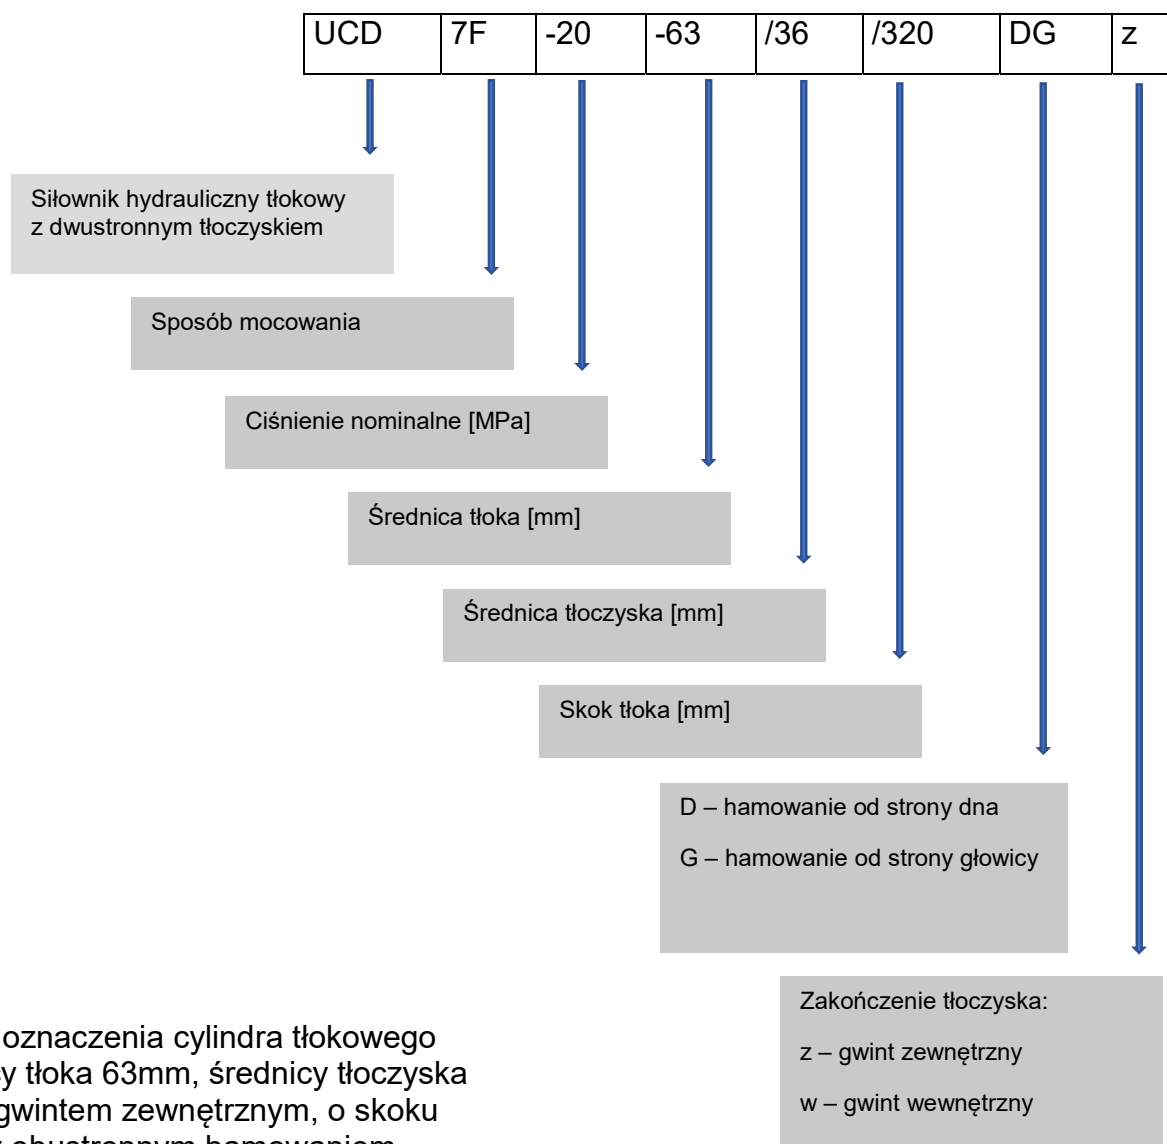 UCD 7F -20 -63 /36 /320 DG z
Siłownik hydrauliczny tłokowy
z dwustronnym tłoczyskiem
Sposób mocowania
Ciśnienie nominalne [MPa]
Średnica tłoka [mm]
Średnica tłoczyska [mm]
Skok tłoka [mm]
D – hamowanie od strony dna
G – hamowanie od strony głowicy
Zakończenie tłoczyska:
z – gwint zewnętrzny
w – gwint wewnętrzny
oznaczenia cylindra tłokowego
tłoka 63mm, średnicy tłoczyska
gwintem zewnętrznym, o skoku
obustronnym hamowaniem